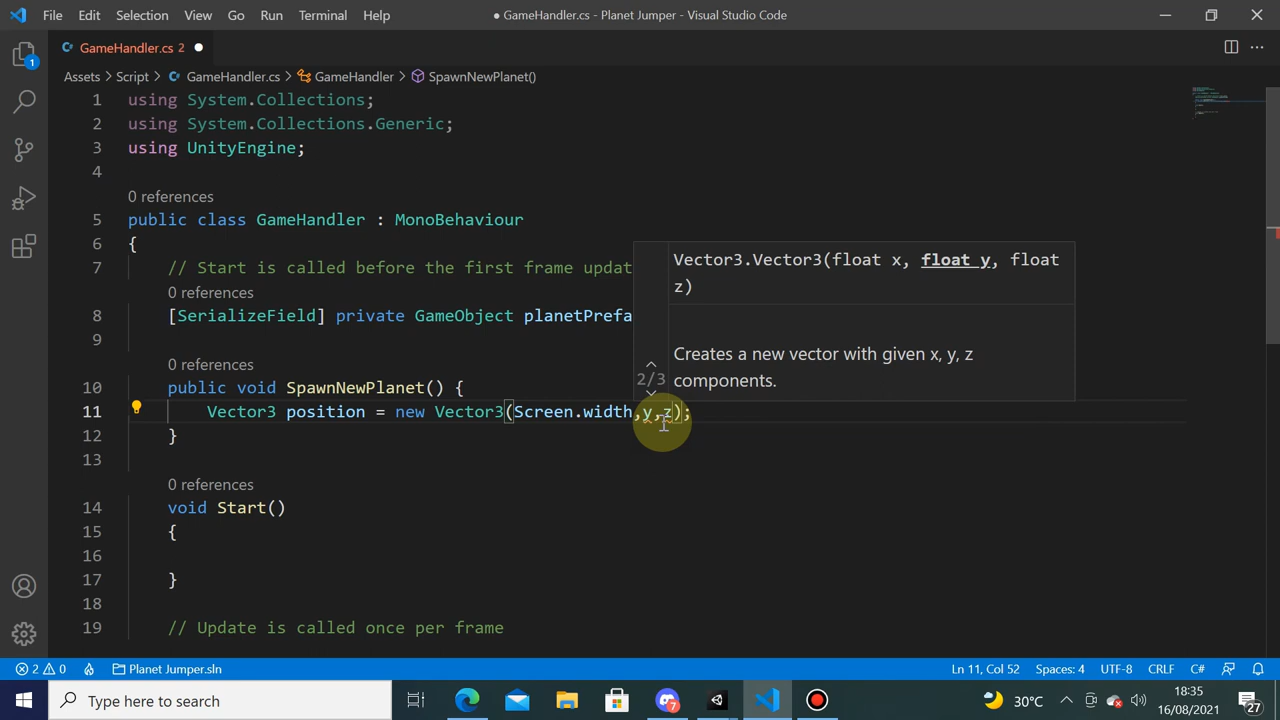 File Edit Selection View Go Run Terminal Help
● GameHandler.cs - Planet Jumper - Visual Studio Code
GameHandler.cs 2
Assets > Script > GameHandler.cs > GameHandler > SpawnNewPlanet()
1 using System.Collections;
2 using System.Collections.Generic;
3 using UnityEngine;
4
0 references
5 public class GameHandler : MonoBehaviour
6 {
7 // Start is called before the first frame updat
0 references
8 [SerializeField] private GameObject planetPrefa
9
0 references
10 public void SpawnNewPlanet() {
11 Vector3 position = new Vector3(Screen.width,y,z);
12 }
13
0 references
14 void Start()
15 {
16
17 }
18
19 // Update is called once per frame
Vector3.Vector3(float x, float y, float
z)
Creates a new vector with given x, y, z
components.
2/3
1
2 0 Planet Jumper.sln Ln 11, Col 52 Spaces: 4 UTF-8 CRLF C#
Type here to search
7
30°C
18:35
16/08/2021
27